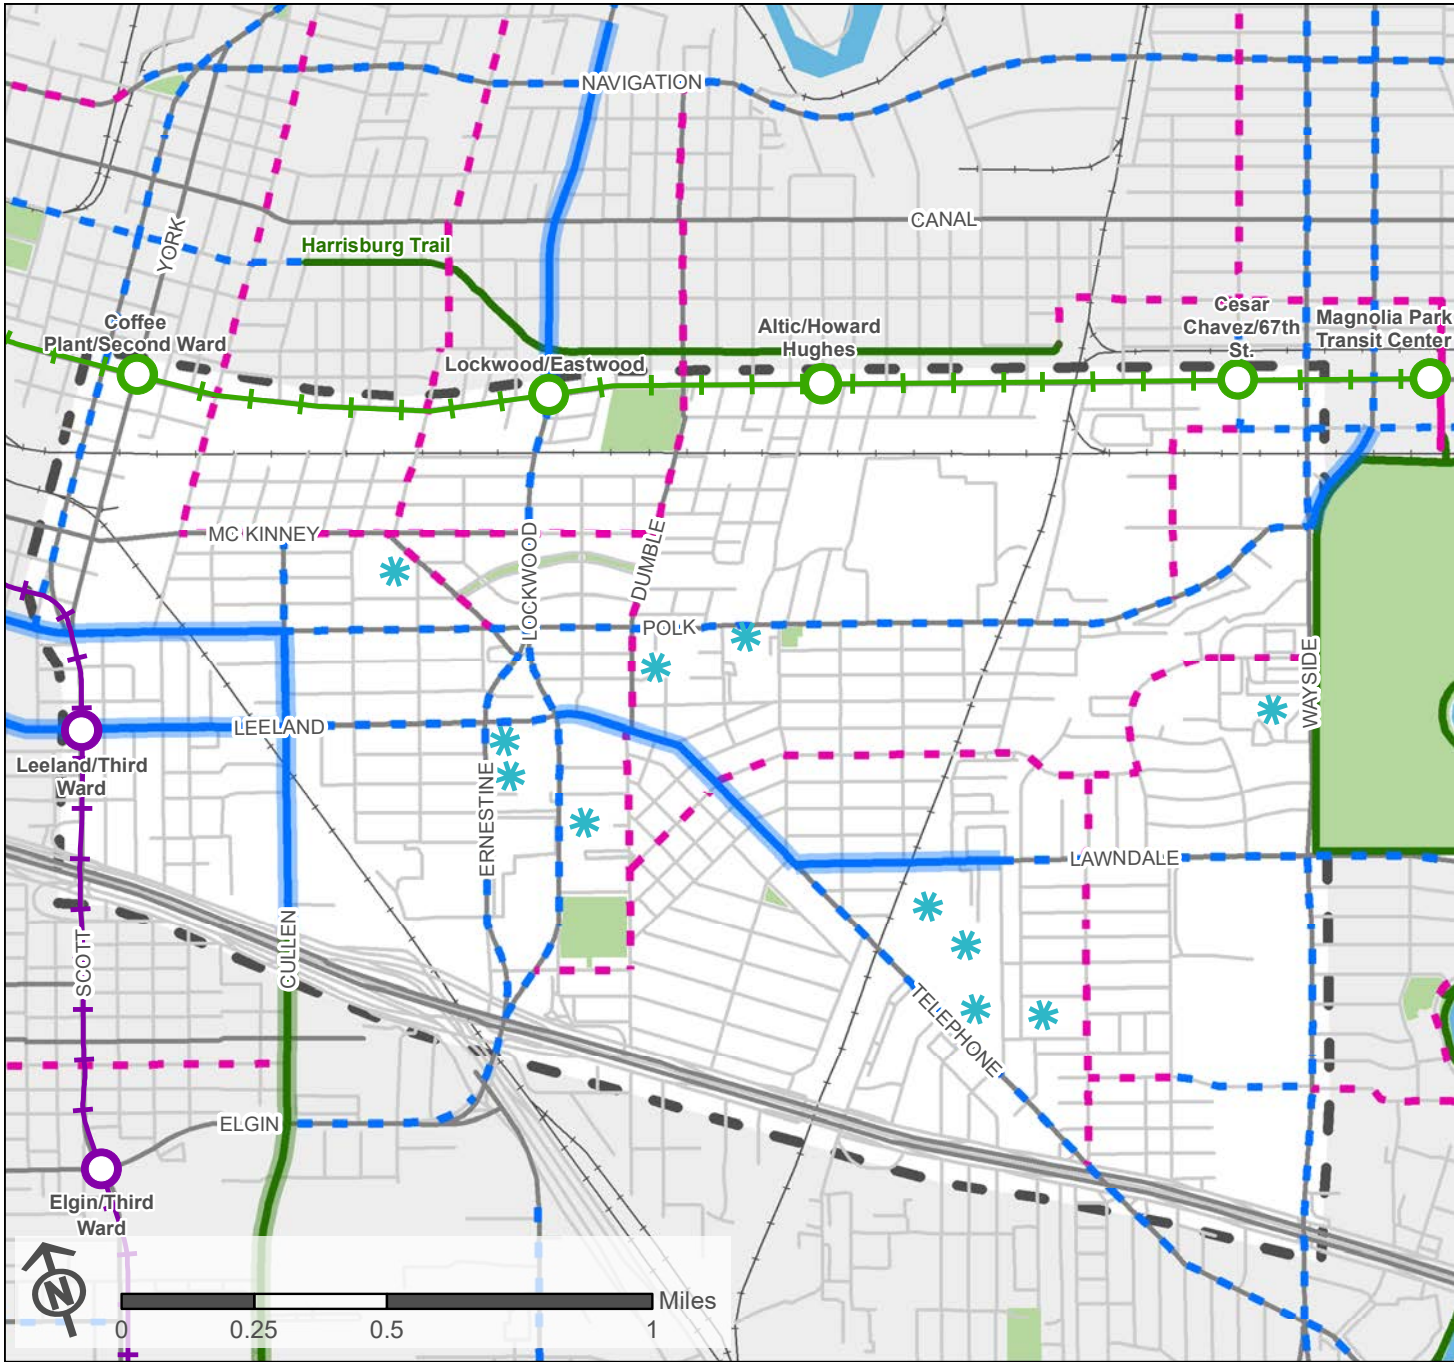 NAVIGATION
CANAL
YORK
Harrisburg Trail
Coffee
Plant/Second Ward
Lockwood/Eastwood
Altic/Howard
Hughes
Cesar
Chavez/67th
St.
Magnolia Park
Transit Center
MC KINNEY
LOCKWOOD
DUMBLE
POLK
WAYSIDE
LEELAND
Leeland/Third
Ward
ERNESTINE
LAWNDALE
SCOTT
CULLEN
TELEPHONE
ELGIN
Elgin/Third
Ward
N
Miles
0 0.25 0.5 1